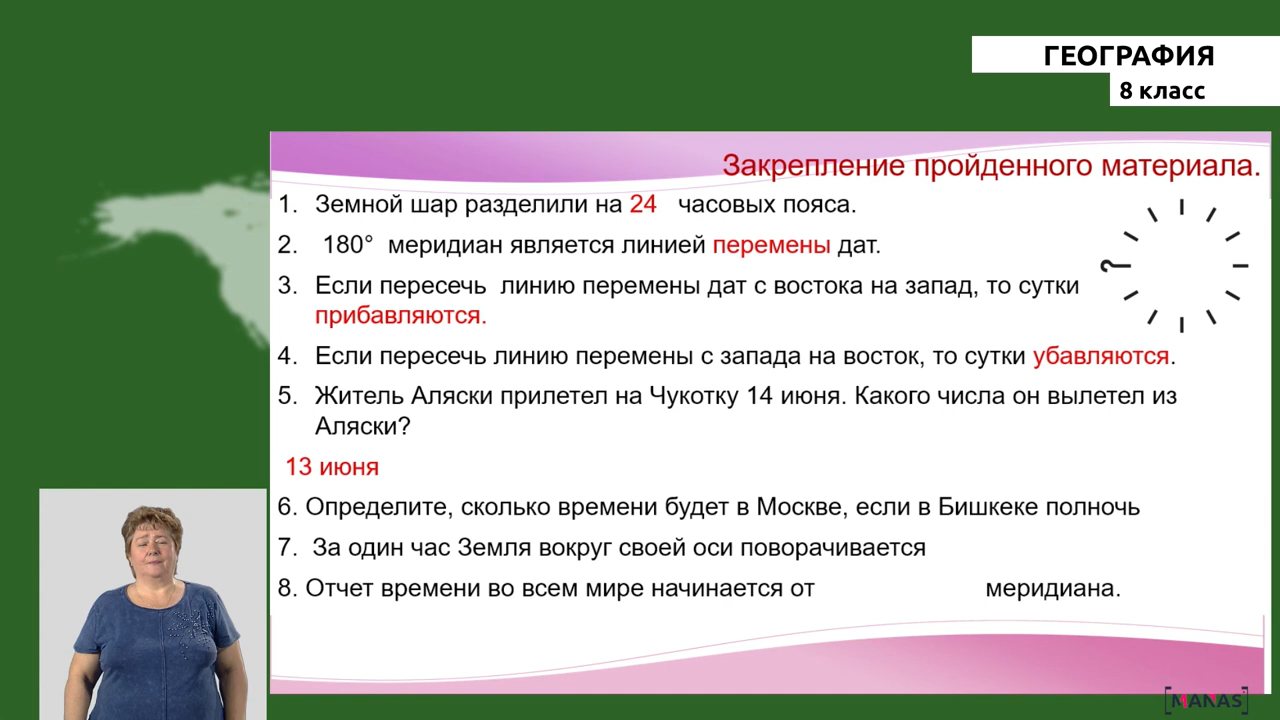 ГЕОГРАФИЯ
8 класс
Закрепление пройденного материала.
1. Земной шар разделили на 24 часовых пояса.
2. 180° меридиан является линией перемены дат.
3. Если пересечь линию перемены дат с востока на запад, то сутки
прибавляются.
4. Если пересечь линию перемены с запада на восток, то сутки убавляются.
5. Житель Аляски прилетел на Чукотку 14 июня. Какого числа он вылетел из
Аляски?
13 июня
6. Определите, сколько времени будет в Москве, если в Бишкеке полночь
7. За один час Земля вокруг своей оси поворачивается
8. Отчет времени во всем мире начинается от меридиана.
?
MANAS